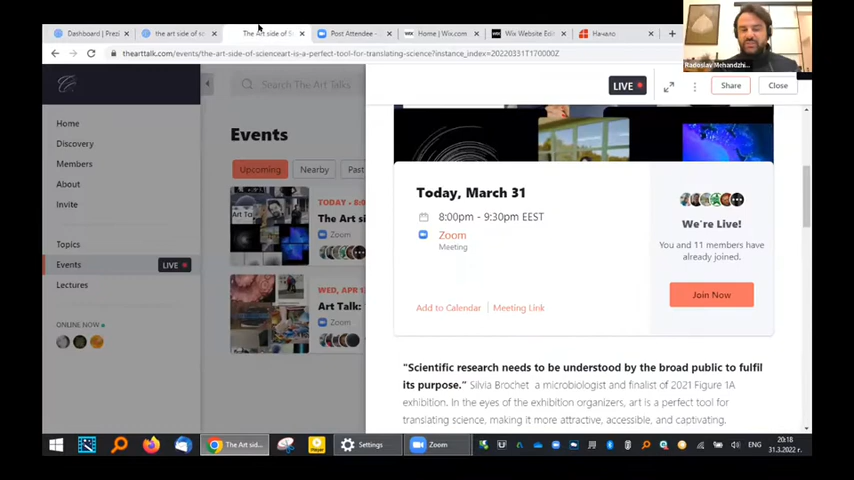 Dashboard | Prezi
the art side of s
The Art side of S
Post Attendee -
Home | Wix.com
WIX
Wix Website Edi
Начало
thearttalk.com/events/the-art-side-of-scienceart-is-a-perfect-tool-for-translating-science?instance_index=20220331T170000Z
Radoslav Mehandzhi...
Search The Art Talks
LIVE
Share
Close
Home
Discovery
Members
About
Invite
Topics
Events
LIVE
Lectures
ONLINE NOW
Events
Upcoming
Nearby
Past
TODAY • 8:0
The Art si
Zoom
Art Ta
WED, APR 1
Art Talk:
Zoom
Today, March 31
8:00pm - 9:30pm EEST
Zoom
Meeting
Add to Calendar | Meeting Link
We're Live!
You and 11 members have
already joined.
Join Now
"Scientific research needs to be understood by the broad public to fulfil
its purpose." Silvia Brochet a microbiologist and finalist of 2021 Figure 1A
exhibition. In the eyes of the exhibition organizers, art is a perfect tool for
translating science, making it more attractive, accessible, and captivating.
The Art sid...
Settings
Zoom
ЕНГ
20:18
31.3.2022 г.